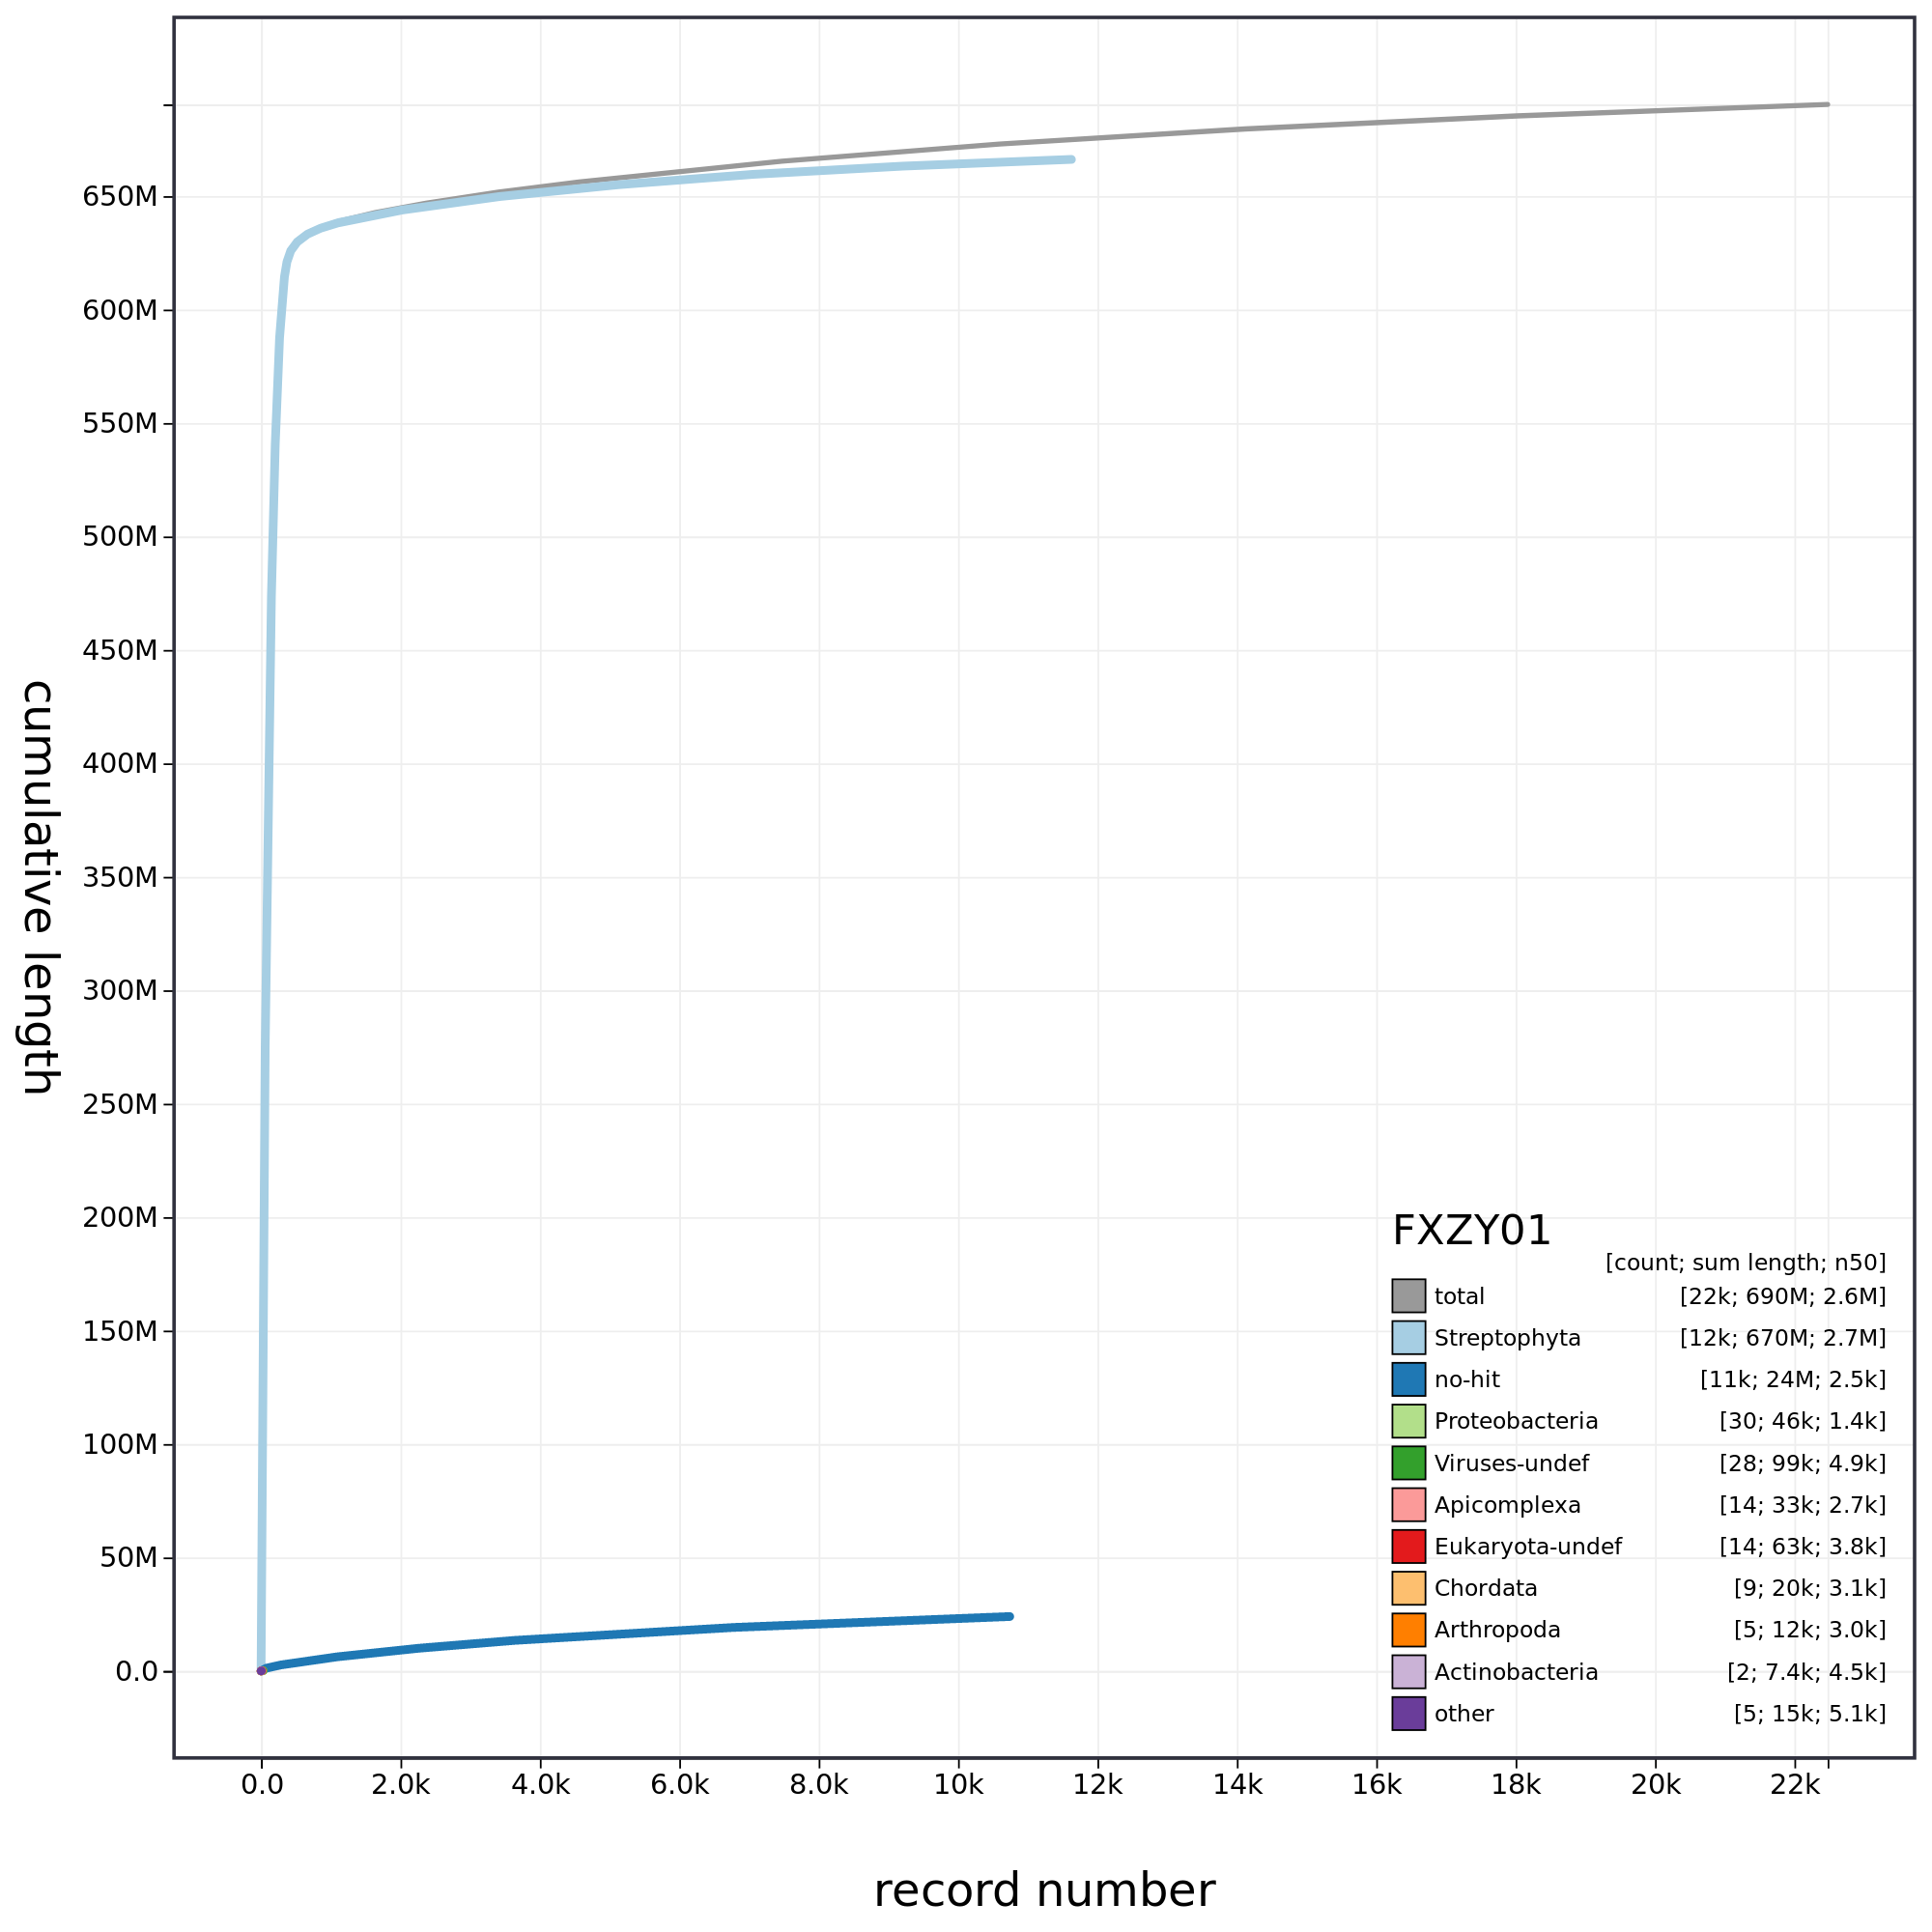 650M
600M
550M
500M
450M
400M
350M
300M
250M
200M
150M
100M
50M
0.0
cumulative length
FXZY01
[count; sum length; n50]
total [22k; 690M; 2.6M]
Streptophyta [12k; 670M; 2.7M]
no-hit [11k; 24M; 2.5k]
Proteobacteria [30; 46k; 1.4k]
Viruses-undef [28; 99k; 4.9k]
Apicomplexa [14; 33k; 2.7k]
Eukaryota-undef [14; 63k; 3.8k]
Chordata [9; 20k; 3.1k]
Arthropoda [5; 12k; 3.0k]
Actinobacteria [2; 7.4k; 4.5k]
other [5; 15k; 5.1k]
0.0 2.0k 4.0k 6.0k 8.0k 10k 12k 14k 16k 18k 20k 22k
record number